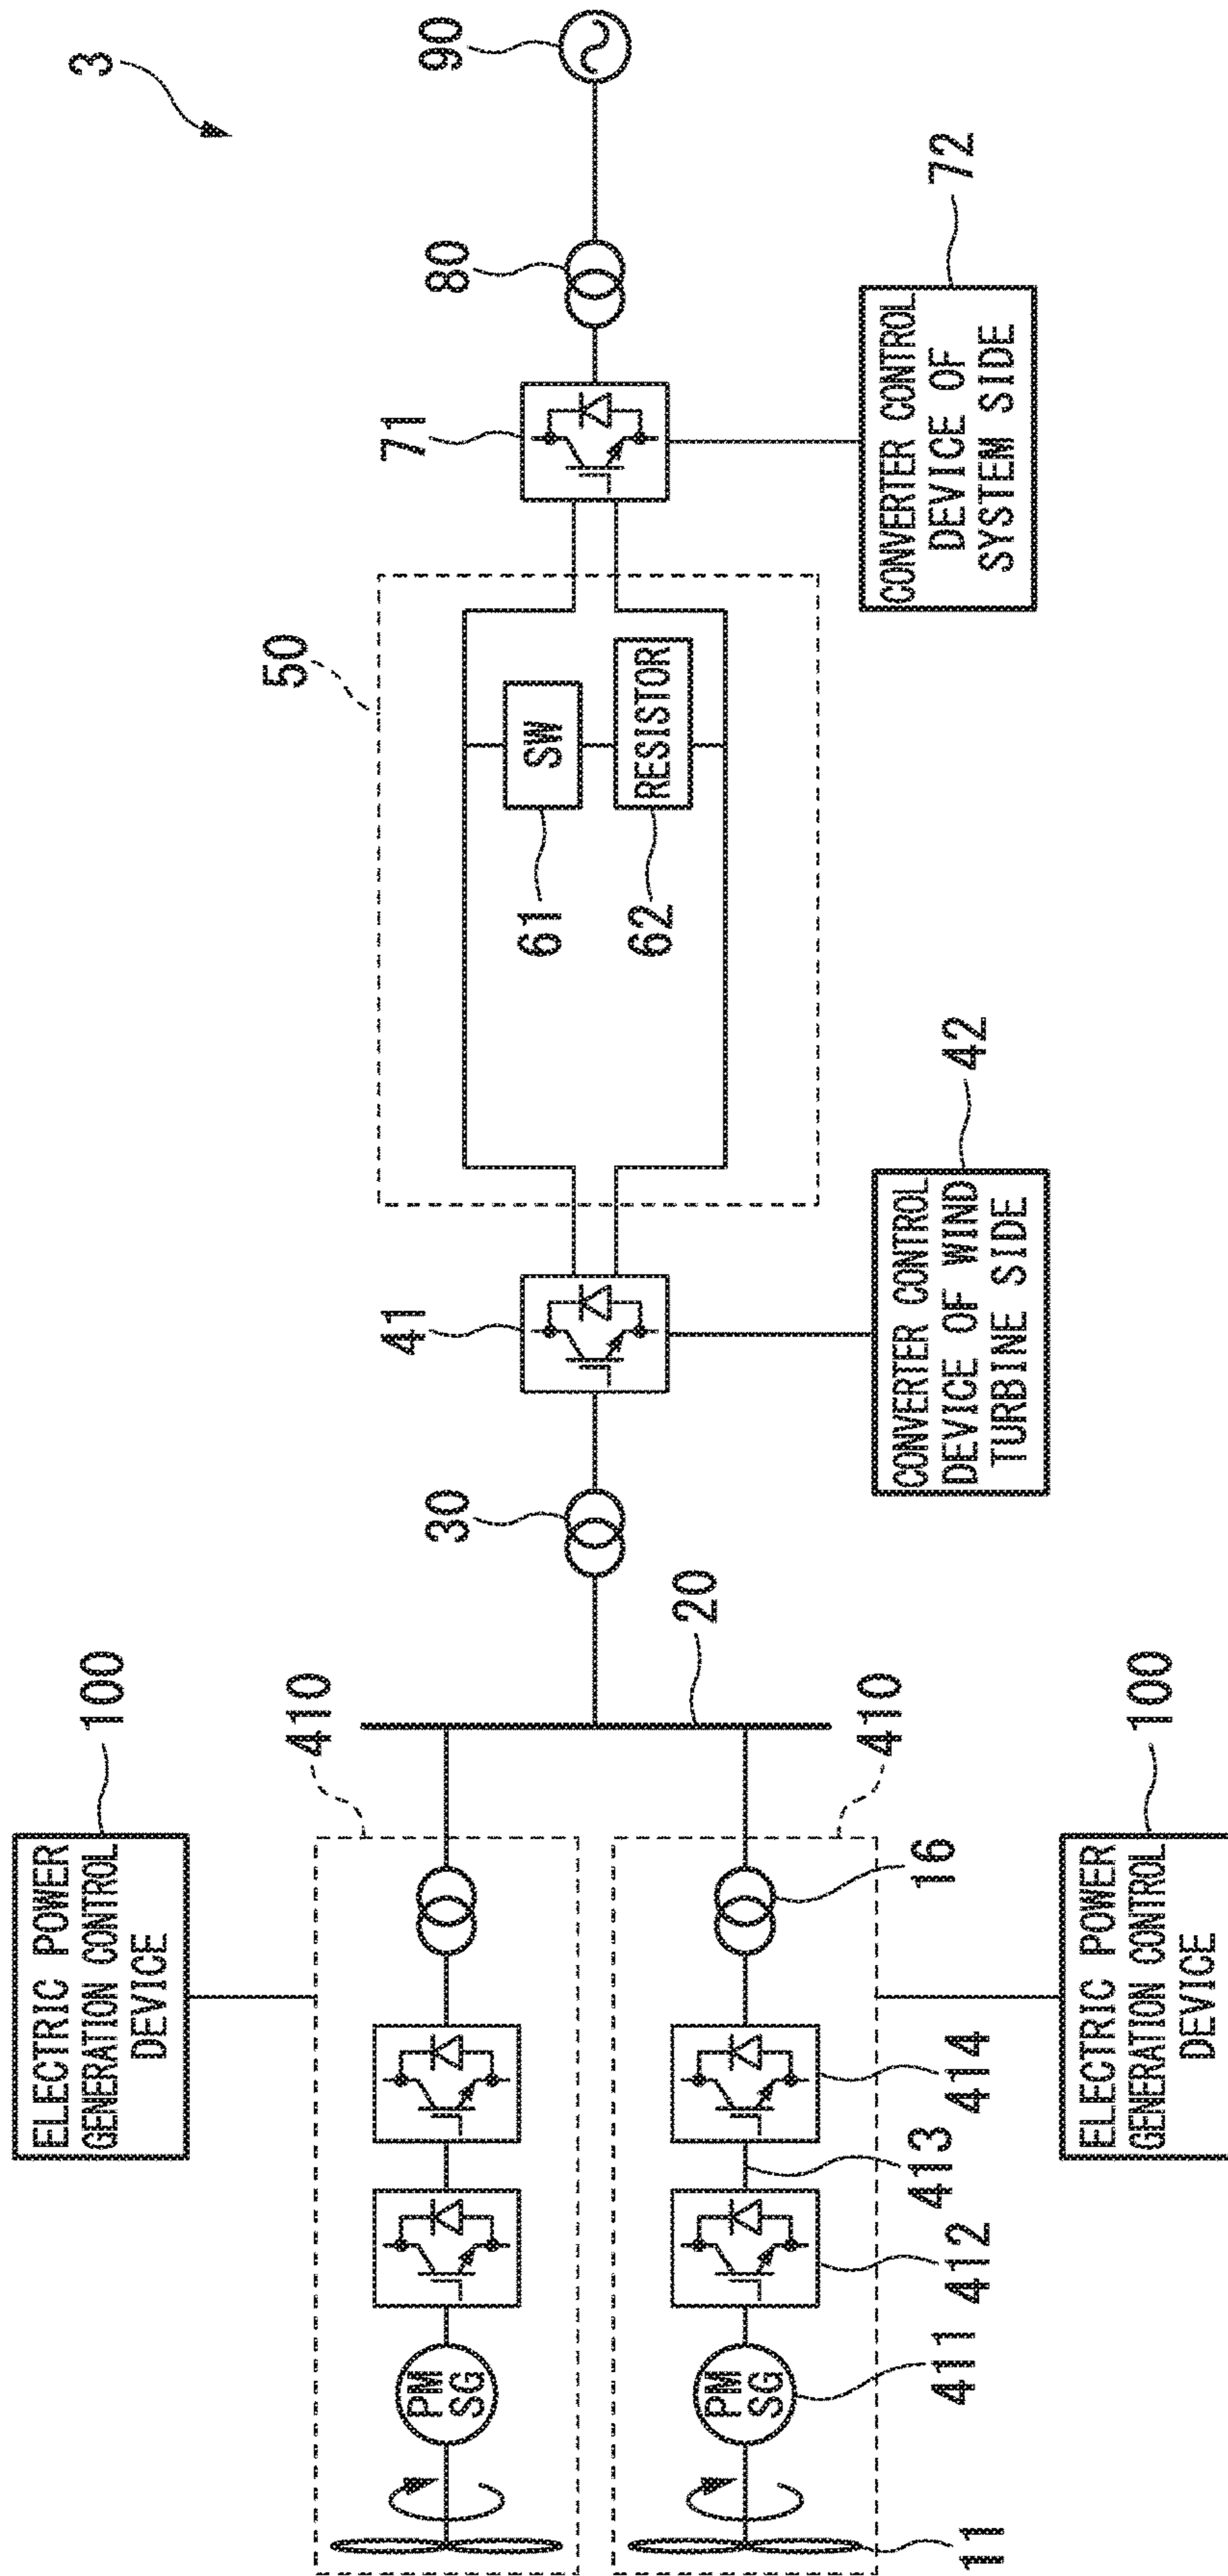 3
ELECTRIC POWER
GENERATION CONTROL
DEVICE
100
410
PM
SG
50
SW
61
RESISTOR
62
30
41
71
80
90
20
410
16
414
413
412
411
11
ELECTRIC POWER
GENERATION CONTROL
DEVICE
100
CONVERTER CONTROL
DEVICE OF WIND
TURBINE SIDE
42
CONVERTER CONTROL
DEVICE OF
SYSTEM SIDE
72
PM
SG